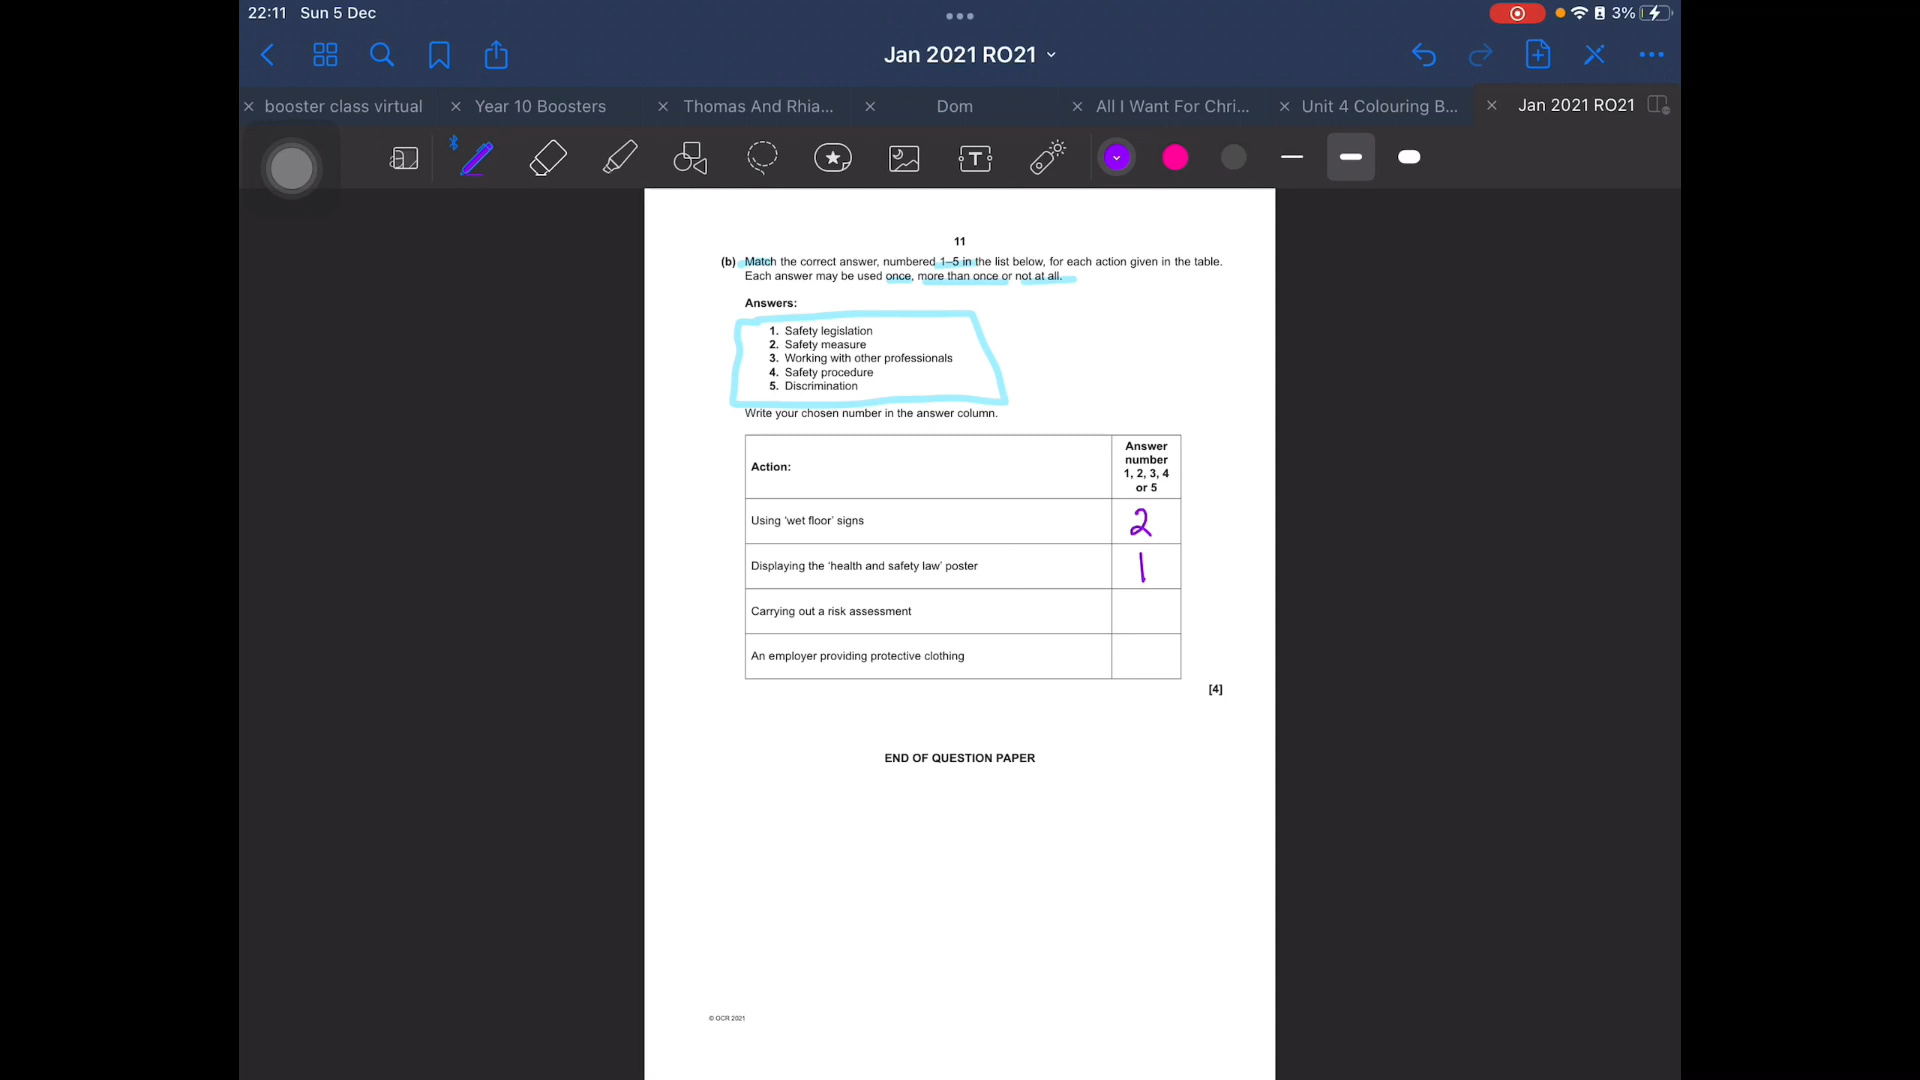 22:11 Sun 5 Dec
3%
Jan 2021 RO21
booster class virtual
Year 10 Boosters
Thomas And Rhia...
Dom
All I Want For Chri...
Unit 4 Colouring B...
Jan 2021 RO21
T
11
(b) Match the correct answer, numbered 1–5 in the list below, for each action given in the table.
Each answer may be used once, more than once or not at all.
Answers:
1. Safety legislation
2. Safety measure
3. Working with other professionals
4. Safety procedure
5. Discrimination
Write your chosen number in the answer column.
Action:
Answer
number
1, 2, 3, 4
or 5
Using ‘wet floor’ signs
2
Displaying the ‘health and safety law’ poster
1
Carrying out a risk assessment
An employer providing protective clothing
[4]
END OF QUESTION PAPER
© OCR 2021